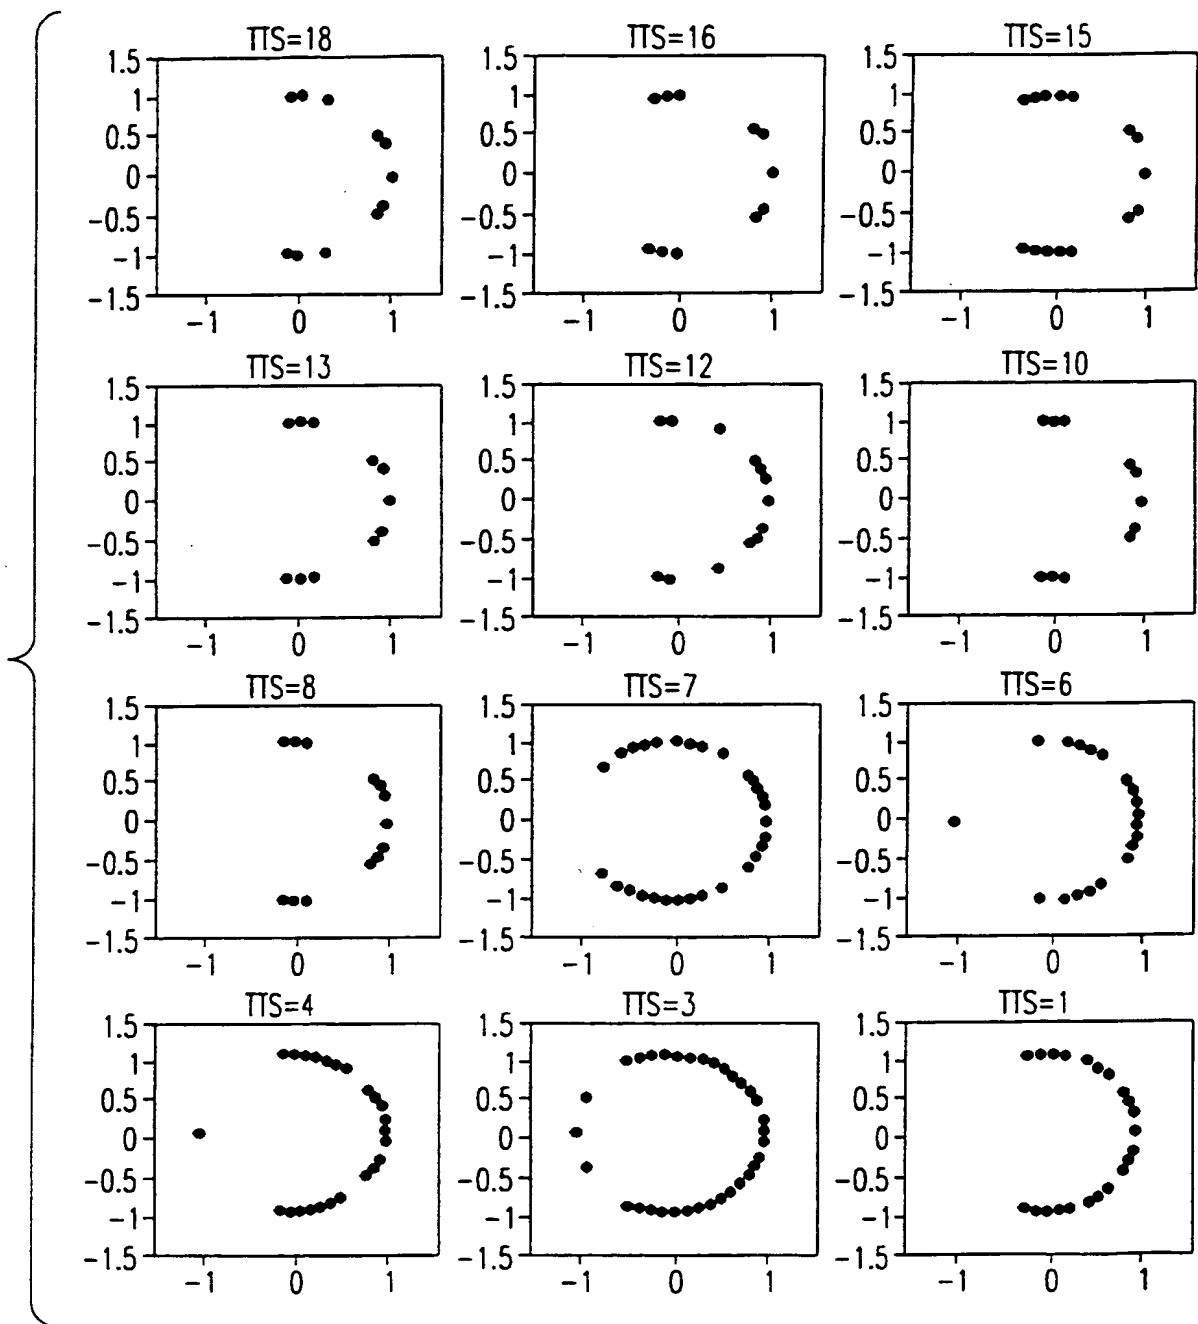 TTS=18 TTS=16 TTS=15
1.5 1.5 1.5
1 1 1
0.5 0.5 0.5
0 0 0
-0.5 -0.5 -0.5
-1 -1 -1
-1.5 -1.5 -1.5
-1 0 1 -1 0 1 -1 0 1
TTS=13 TTS=12 TTS=10
1.5 1.5 1.5
1 1 1
0.5 0.5 0.5
0 0 0
-0.5 -0.5 -0.5
-1 -1 -1
-1.5 -1.5 -1.5
-1 0 1 -1 0 1 -1 0 1
TTS=8 TTS=7 TTS=6
1.5 1.5 1.5
1 1 1
0.5 0.5 0.5
0 0 0
-0.5 -0.5 -0.5
-1 -1 -1
-1.5 -1.5 -1.5
-1 0 1 -1 0 1 -1 0 1
TTS=4 TTS=3 TTS=1
1.5 1.5 1.5
1 1 1
0.5 0.5 0.5
0 0 0
-0.5 -0.5 -0.5
-1 -1 -1
-1.5 -1.5 -1.5
-1 0 1 -1 0 1 -1 0 1